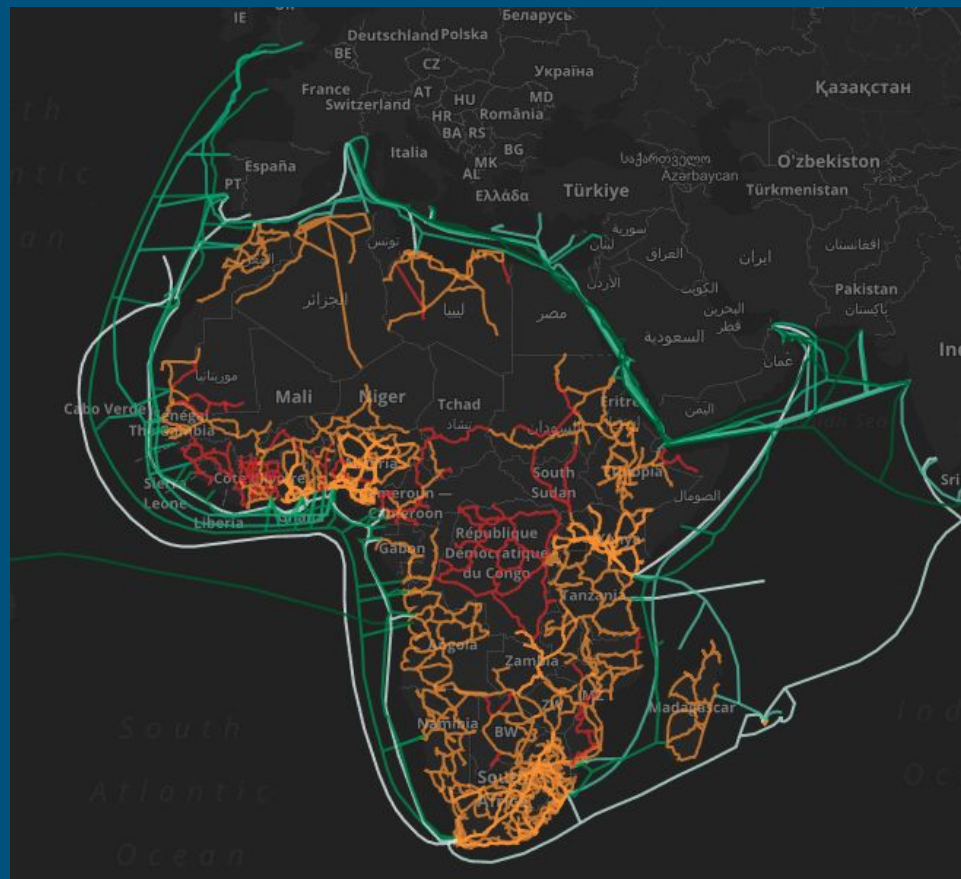 IE
Беларусь
Deutschland
Polska
BE
CZ
Україна
Қазақстан
France
AT
HU
MD
Switzerland
HR
România
BA
RS
Italia
BG
MK
AL
España
PT
Ελλάδα
Türkiye
საქართველო
Azərbaycan
O'zbekiston
Türkmenistan
تونس
لبنان
سوريا
العراق
ایران
افغانستان
الأردن
الكويت
Pakistan
پاکستان
الجزائر
ليبيا
مصر
البحرين
قطر
السعودية
عُمان
موريتانيا
Mali
Niger
Tchad
تشاد
السودان
اليمن
Cabo Verde
Sénégal
The Gambia
Sierra
Leone
Liberia
South
Sudan
الصومال
Sri
Cameroun —
Cameroon
Gabon
République
Démocratique
du Congo
Tanzania
Angola
Zambia
Namibia
BW
MZ
Madagascar
South
Africa
South
Atlantic
Ocean